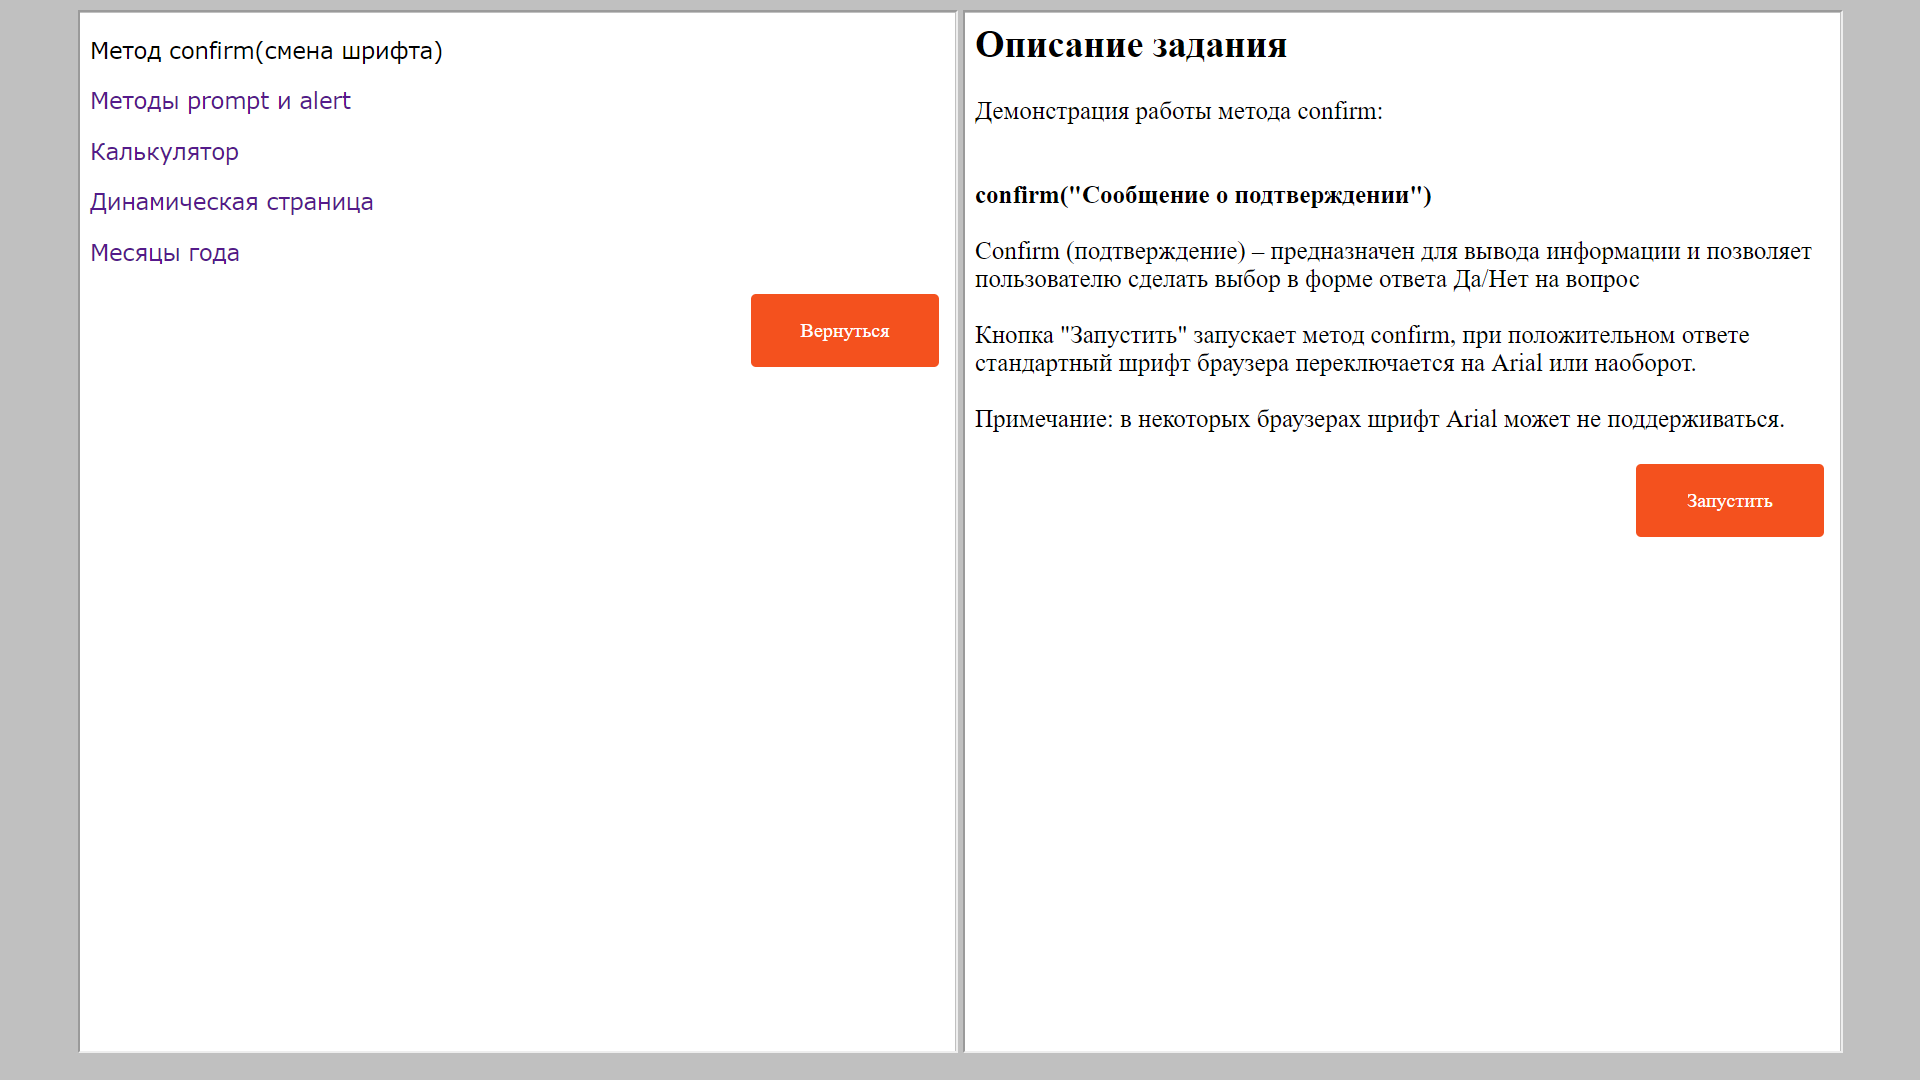 Метод confirm(смена шрифта)
Методы prompt и alert
Калькулятор
Динамическая страница
Месяцы года
Вернуться
Описание задания
Демонстрация работы метода confirm:
confirm("Сообщение о подтверждении")
Confirm (подтверждение) – предназначен для вывода информации и позволяет
пользователю сделать выбор в форме ответа Да/Нет на вопрос
Кнопка "Запустить" запускает метод confirm, при положительном ответе
стандартный шрифт браузера переключается на Arial или наоборот.
Примечание: в некоторых браузерах шрифт Arial может не поддерживаться.
Запустить